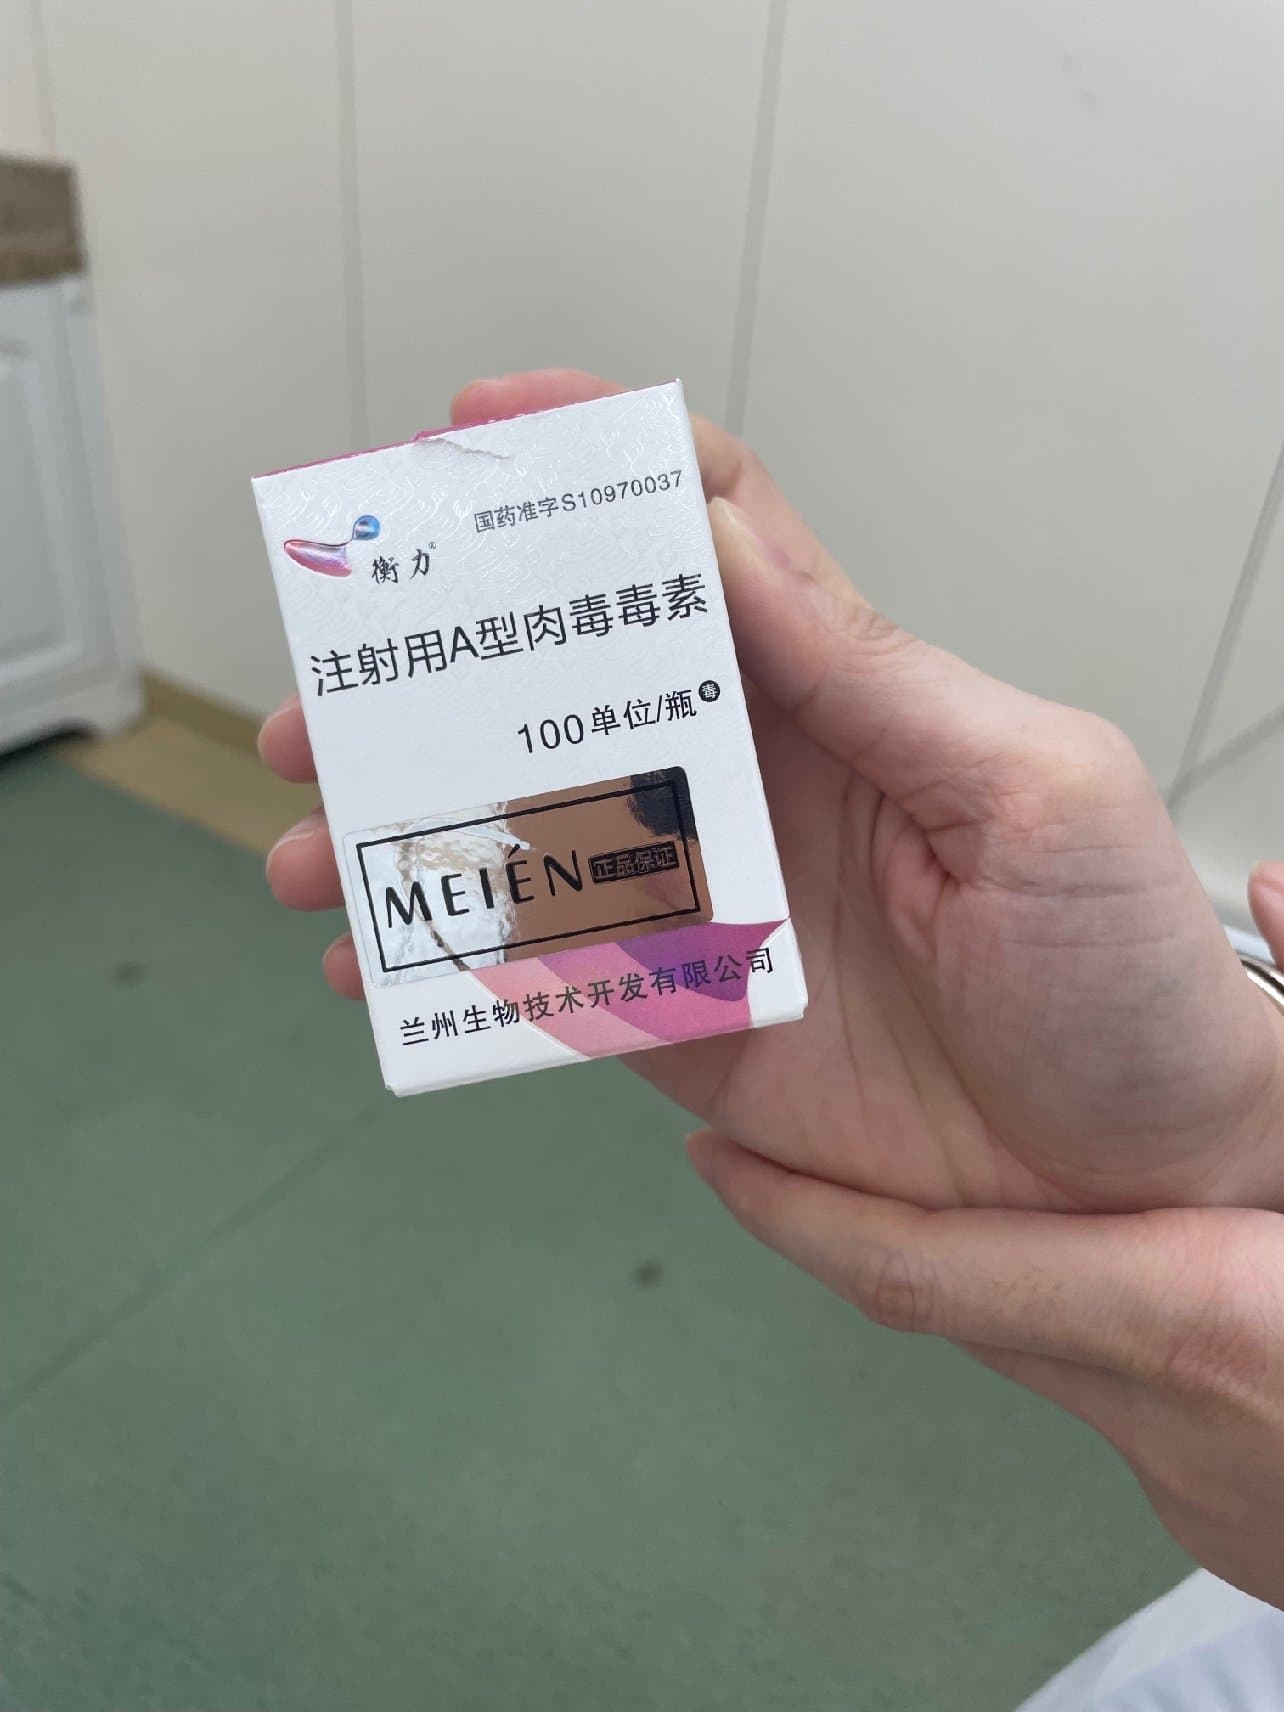 国药准字S10970037
衡力®
注射用A型肉毒毒素
100单位/瓶 毒
MEIÉN 正品保证
兰州生物技术开发有限公司